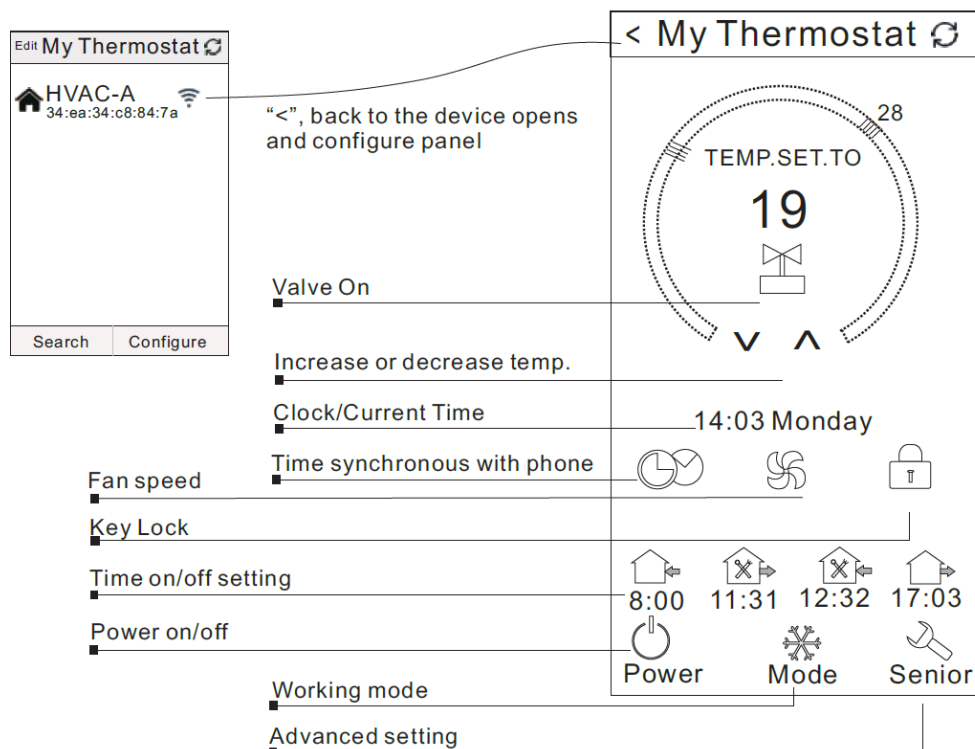 Edit My Thermostat
HVAC-A
34:ea:34:c8:84:7a
Search Configure
"<", back to the device opens
and configure panel
< My Thermostat
28
TEMP.SET.TO
19
Valve On
Increase or decrease temp.
Clock/Current Time
14:03 Monday
Time synchronous with phone
Fan speed
Key Lock
Time on/off setting
8:00 11:31 12:32 17:03
Power on/off
Power Mode Senior
Working mode
Advanced setting